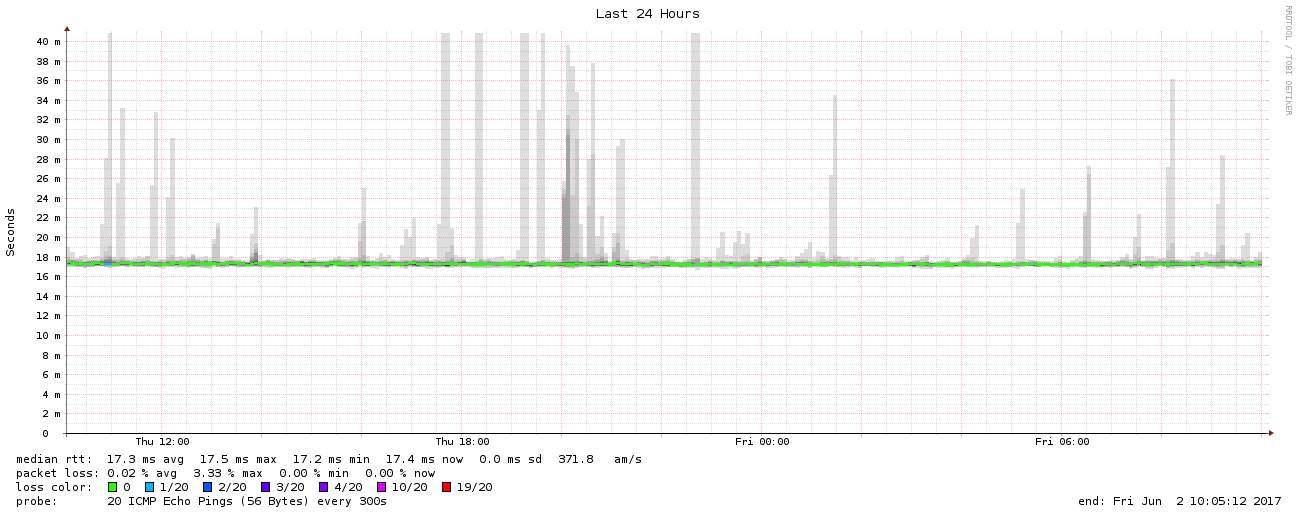 Last 24 Hours
RRDTOOL / TOBI OETIKER
Seconds
40 m
38 m
36 m
34 m
32 m
30 m
28 m
26 m
24 m
22 m
20 m
18 m
16 m
14 m
12 m
10 m
8 m
6 m
4 m
2 m
0
Thu 12:00 Thu 18:00 Fri 00:00 Fri 06:00
median rtt: 17.3 ms avg 17.5 ms max 17.2 ms min 17.4 ms now 0.0 ms sd 371.8 am/s
packet loss: 0.02 % avg 3.33 % max 0.00 % min 0.00 % now
loss color: 0 1/20 2/20 3/20 4/20 10/20 19/20
probe: 20 ICMP Echo Pings (56 Bytes) every 300s end: Fri Jun 2 10:05:12 2017